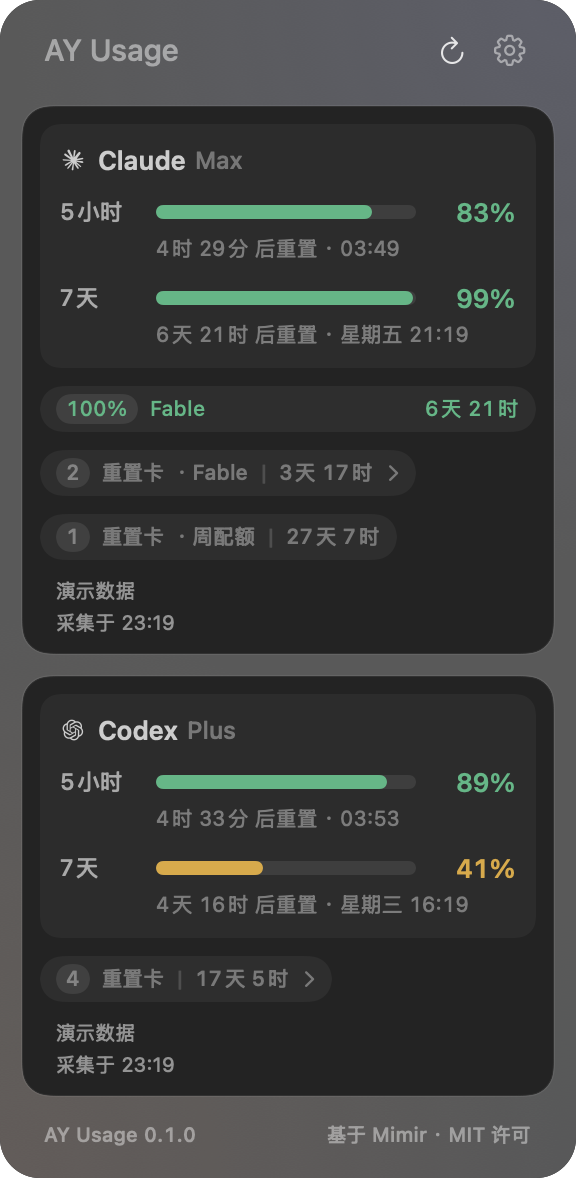 AY Usage
Claude Max
5小时 83%
4时 29分 后重置 · 03:49
7天 99%
6天 21时 后重置 · 星期五 21:19
100% Fable 6天 21时
2 重置卡 · Fable | 3天 17时
1 重置卡 · 周配额 | 27天 7时
演示数据
采集于 23:19
Codex Plus
5小时 89%
4时 33分 后重置 · 03:53
7天 41%
4天 16时 后重置 · 星期三 16:19
4 重置卡 | 17天 5时
演示数据
采集于 23:19
AY Usage 0.1.0 基于 Mimir · MIT 许可